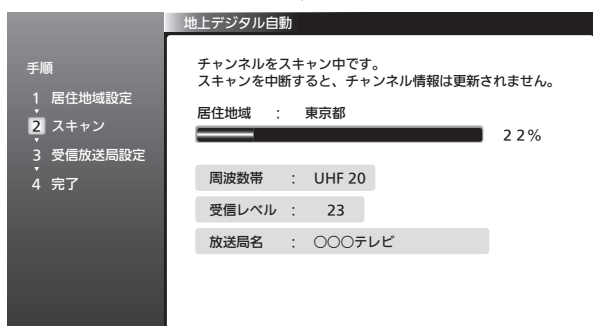 地上デジタル自動
手順
1 居住地域設定
2 スキャン
3 受信放送局設定
4 完了
チャンネルをスキャン中です。
スキャンを中断すると、チャンネル情報は更新されません。
居住地域 : 東京都
22%
周波数帯 : UHF 20
受信レベル : 23
放送局名 : ○○○テレビ